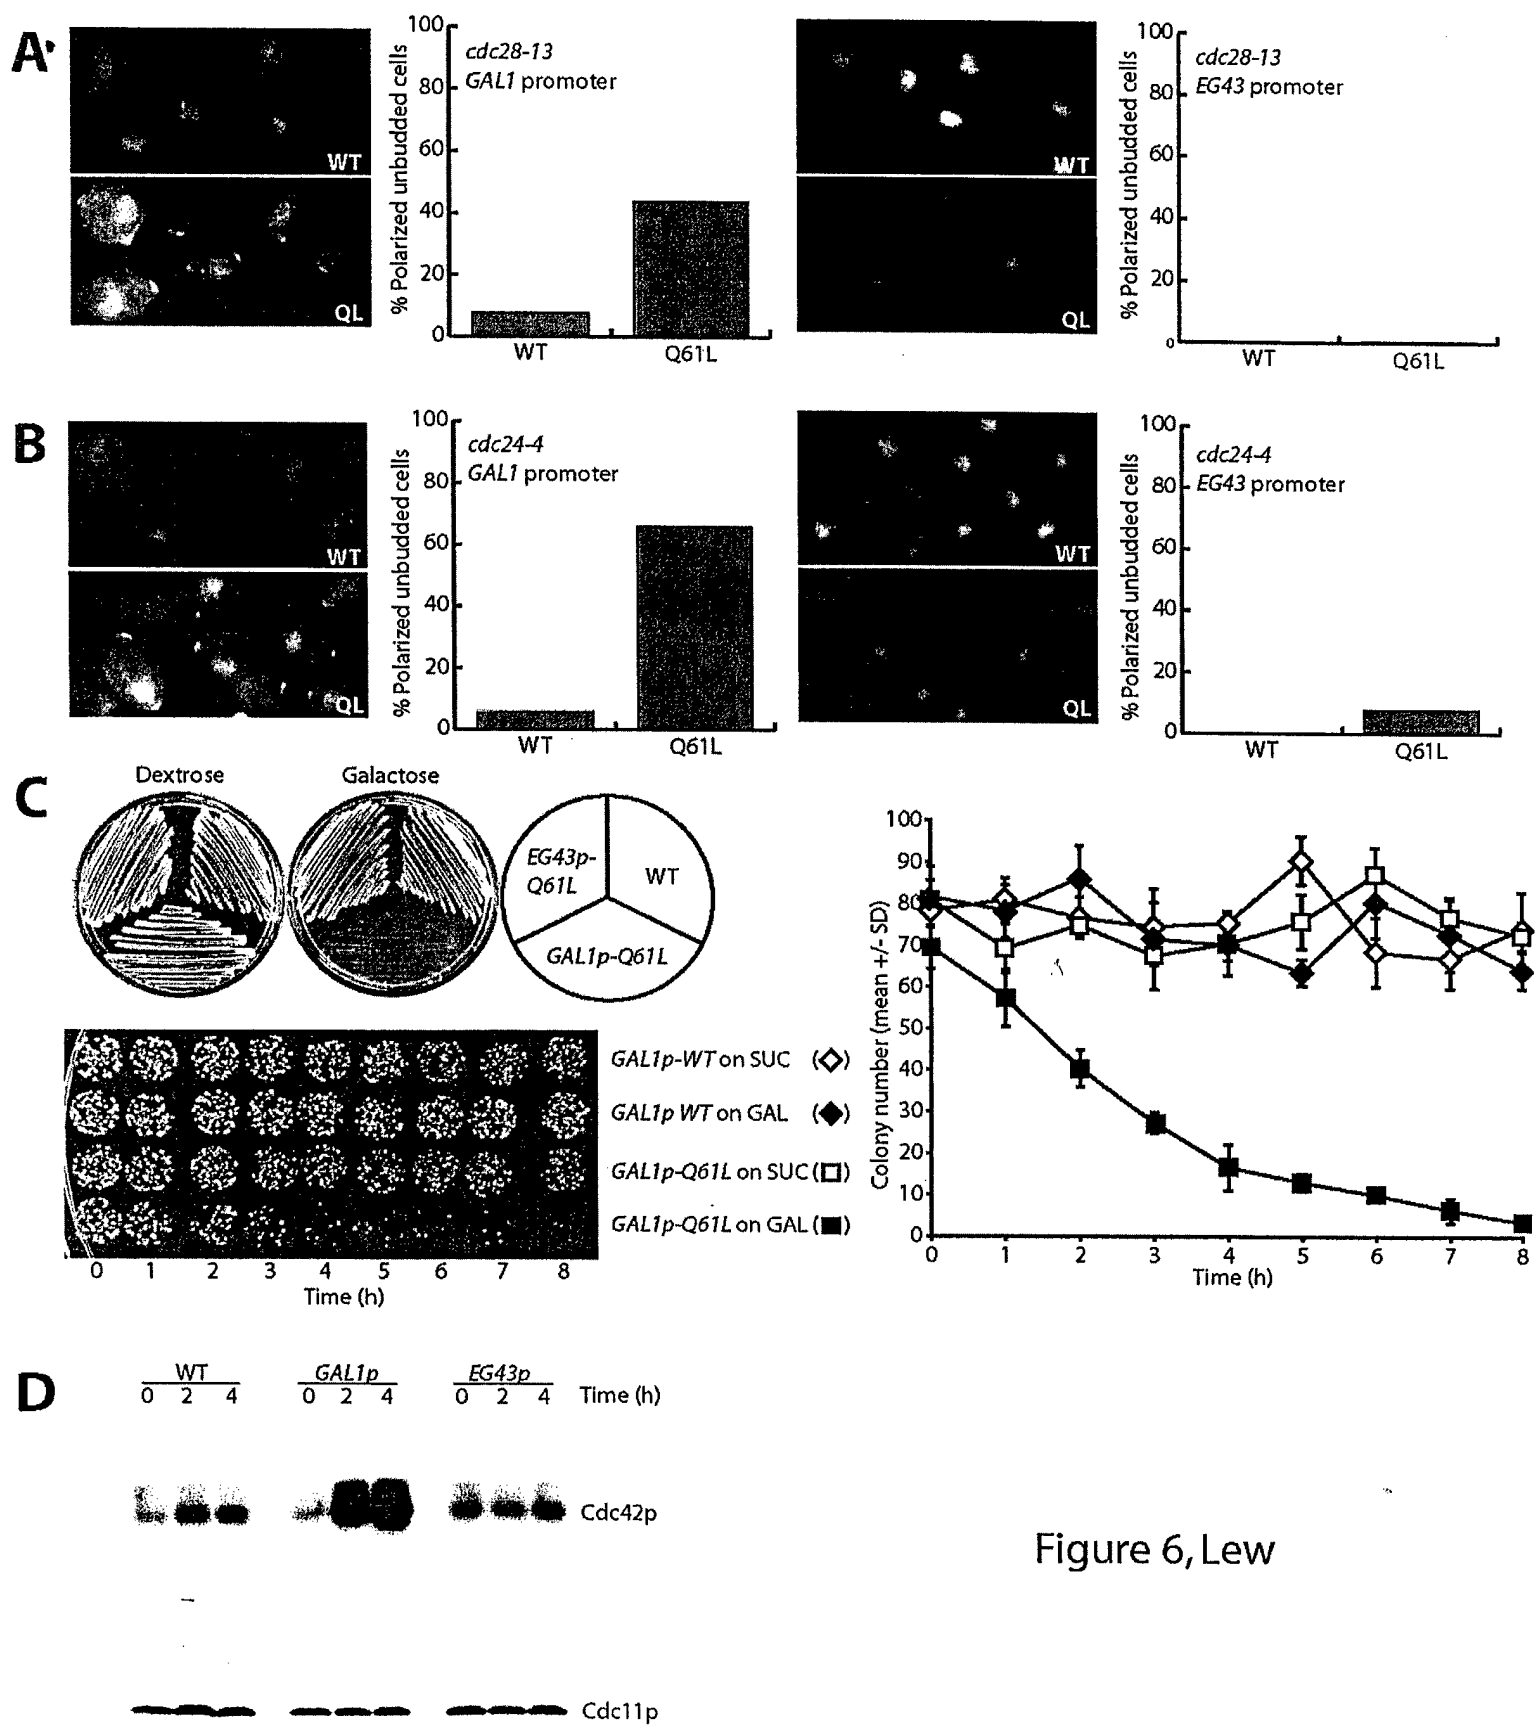 A
cdc28-13
GAL1 promoter
% Polarized unbudded cells
100
80
60
40
20
0
WT
Q61L
WT
QL
cdc28-13
EG43 promoter
% Polarized unbudded cells
100
80
60
40
20
0
WT
Q61L
WT
QL
B
cdc24-4
GAL1 promoter
% Polarized unbudded cells
100
80
60
40
20
0
WT
Q61L
WT
QL
cdc24-4
EG43 promoter
% Polarized unbudded cells
100
80
60
40
20
0
WT
Q61L
WT
QL
C
Dextrose
Galactose
EG43p-
Q61L
WT
GAL1p-Q61L
GAL1p-WT on SUC (◇)
GAL1p WT on GAL (◆)
GAL1p-Q61L on SUC (□)
GAL1p-Q61L on GAL (■)
0 1 2 3 4 5 6 7 8
Time (h)
Colony number (mean +/- SD)
100
90
80
70
60
50
40
30
20
10
0
0 1 2 3 4 5 6 7 8
Time (h)
D
WT GAL1p EG43p
0 2 4 0 2 4 0 2 4 Time (h)
Cdc42p
Cdc11p
Figure 6, Lew